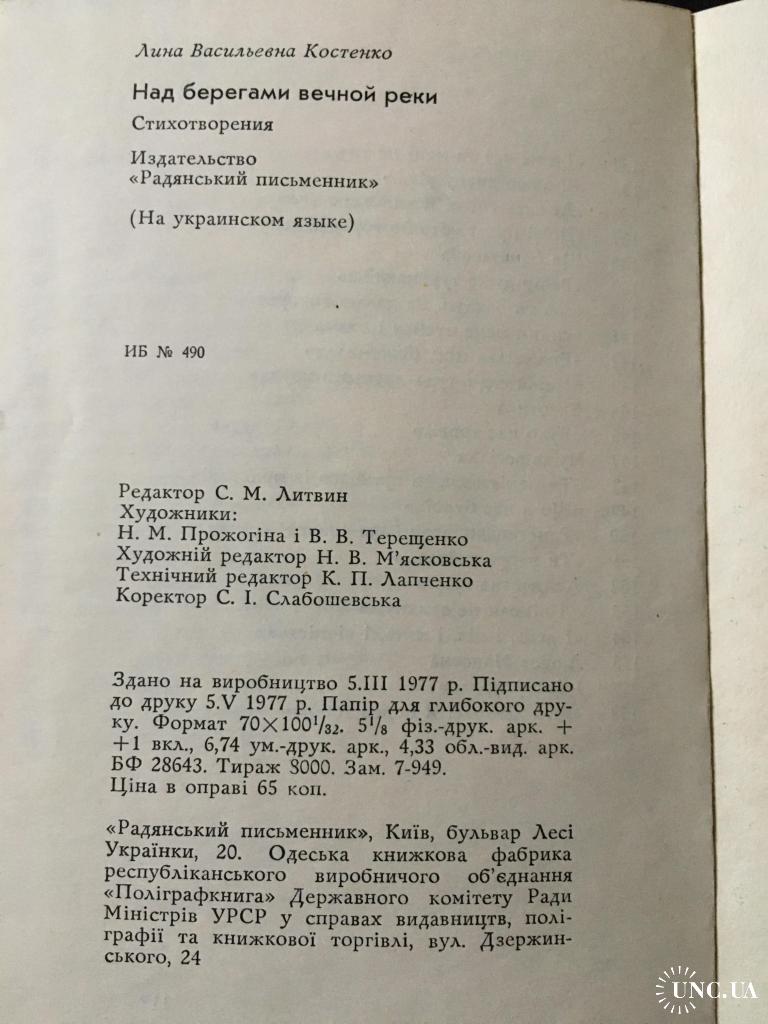 Лина Васильевна Костенко
Над берегами вечной реки
Стихотворения
Издательство
«Радянський письменник»
(На украинском языке)
ИБ № 490
Редактор С. М. Литвин
Художники:
Н. М. Прожогіна і В. В. Терещенко
Художній редактор Н. В. М'ясковська
Технічний редактор К. П. Лапченко
Коректор С. І. Слабошевська
Здано на виробництво 5.III 1977 р. Підписано
до друку 5.V 1977 р. Папір для глибокого дру-
ку. Формат 70×100¹/₃₂. 5¹/₈ фіз.-друк. арк. +
+1 вкл., 6,74 ум.-друк. арк., 4,33 обл.-вид. арк.
БФ 28643. Тираж 8000. Зам. 7-949.
Ціна в оправі 65 коп.
«Радянський письменник», Київ, бульвар Лесі
Українки, 20. Одеська книжкова фабрика
республіканського виробничого об'єднання
«Поліграфкнига» Державного комітету Ради
Міністрів УРСР у справах видавництв, полі-
графії та книжкової торгівлі, вул. Дзержин-
ського, 24
UNC.UA